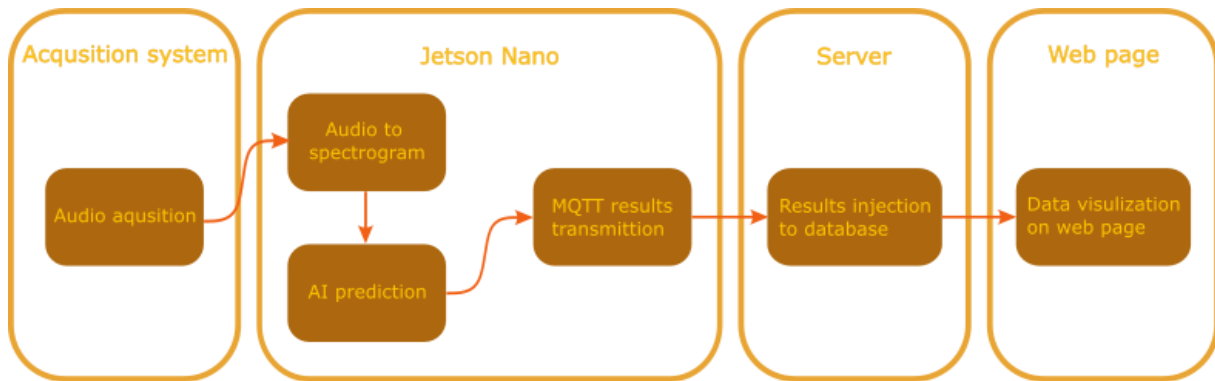 Acqusition system
Audio aqusition
Jetson Nano
Audio to
spectrogram
AI prediction
MQTT results
transmittion
Server
Results injection
to database
Web page
Data visulization
on web page